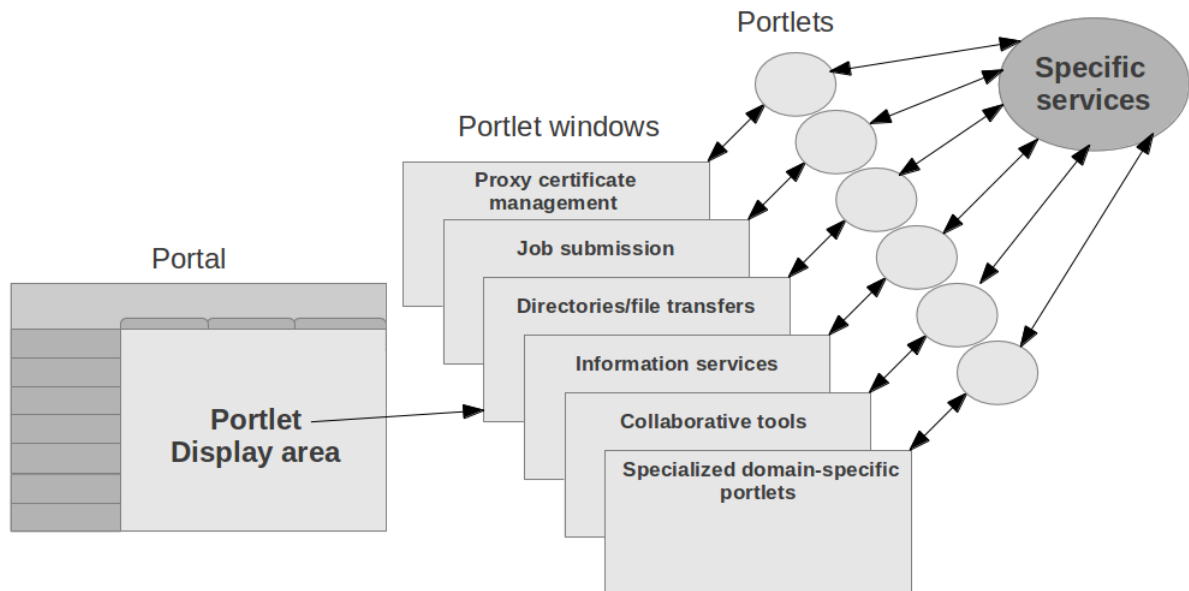 Portlets
Specific
services
Portlet windows
Proxy certificate
management
Job submission
Portal
Directories/file transfers
Information services
Portlet
Display area
Collaborative tools
Specialized domain-specific
portlets